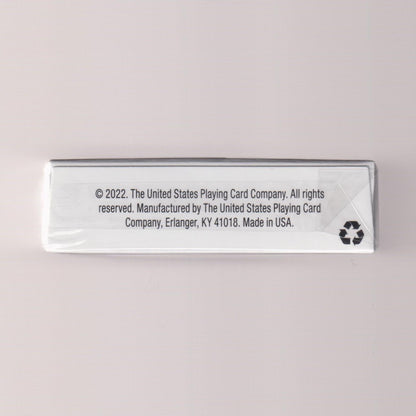 © 2022. The United States Playing Card Company. All rights
reserved. Manufactured by The United States Playing Card
Company, Erlanger, KY 41018. Made in USA.